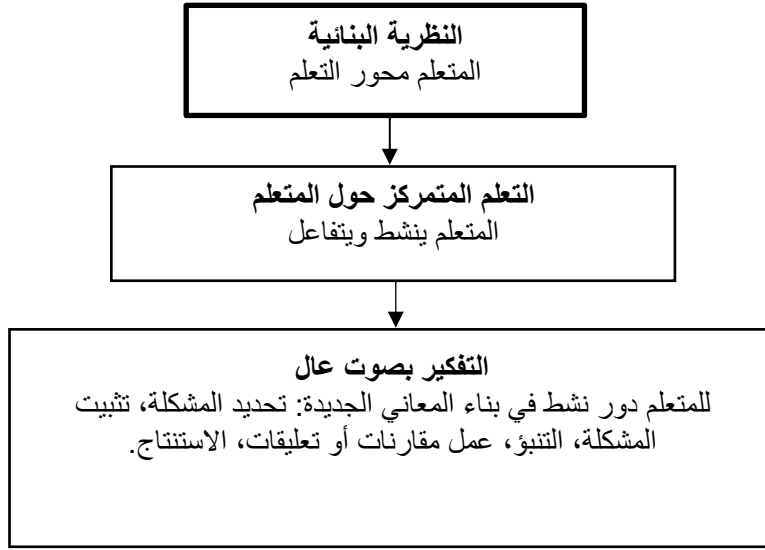 النظرية البنائية
المتعلم محور التعلم
التعلم المتمركز حول المتعلم
المتعلم ينشط ويتفاعل
التفكير بصوت عال
للمتعلم دور نشط في بناء المعاني الجديدة: تحديد المشكلة، تثبيت
المشكلة، التنبؤ، عمل مقارنات أو تعليقات، الاستنتاج.